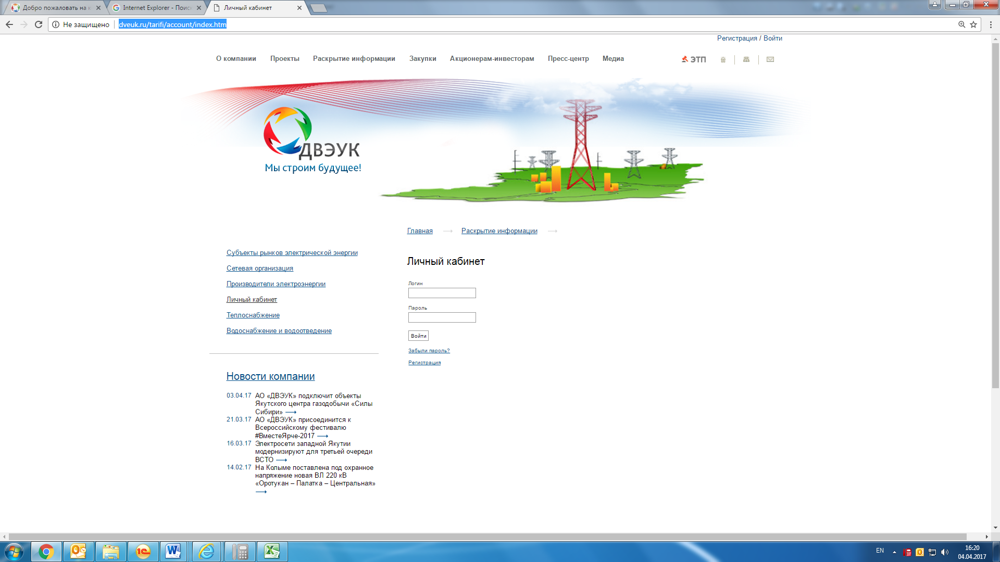 Добро пожаловать на к
Internet Explorer - Поиск
Личный кабинет
Не защищено
dveuk.ru/tarifi/account/index.htm
Регистрация / Войти
О компании
Проекты
Раскрытие информации
Закупки
Акционерам-инвесторам
Пресс-центр
Медиа
ЭТП
ДВЭУК
Мы строим будущее!
Главная
Раскрытие информации
Субъекты рынков электрической энергии
Сетевая организация
Производители электроэнергии
Личный кабинет
Теплоснабжение
Водоснабжение и водоотведение
Личный кабинет
Логин
Пароль
Войти
Забыли пароль?
Регистрация
Новости компании
03.04.17 АО «ДВЭУК» подключит объекты
Якутского центра газодобычи «Силы
Сибири»
21.03.17 АО «ДВЭУК» присоединится к
Всероссийскому фестивалю
#ВместеЯрче-2017
16.03.17 Электросети западной Якутии
модернизируют для третьей очереди
ВСТО
14.02.17 На Колыме поставлена под охранное
напряжение новая ВЛ 220 кВ
«Оротукан – Палатка – Центральная»
EN
16:20
04.04.2017